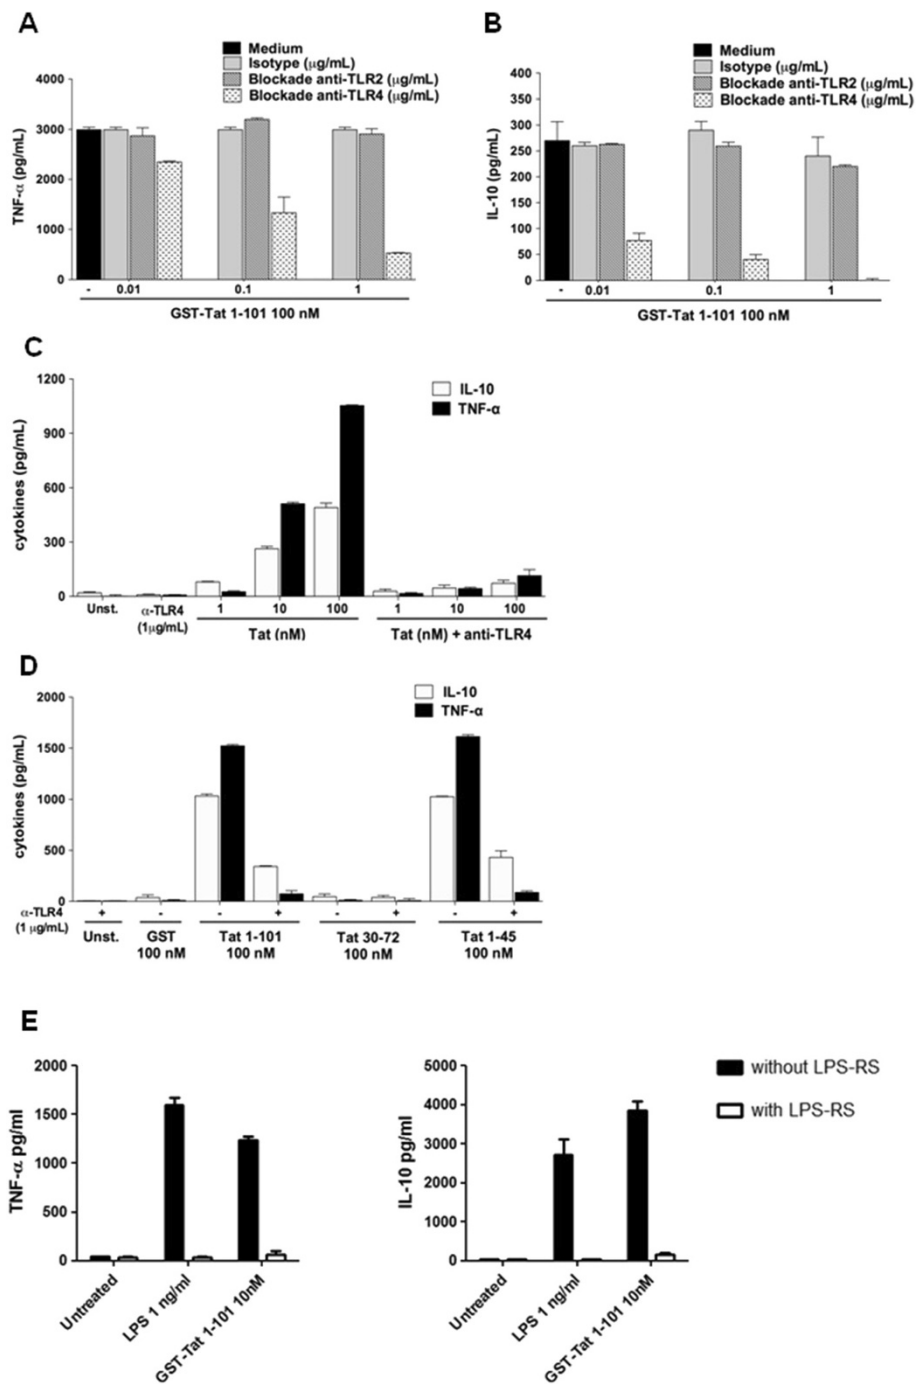 A
Medium
Isotype (µg/mL)
Blockade anti-TLR2 (µg/mL)
Blockade anti-TLR4 (µg/mL)
TNF-α (pg/mL)
4000
3000
2000
1000
0
- 0.01 0.1 1
GST-Tat 1-101 100 nM
B
Medium
Isotype (µg/mL)
Blockade anti-TLR2 (µg/mL)
Blockade anti-TLR4 (µg/mL)
IL-10 (pg/mL)
400
350
300
250
200
150
100
50
0
- 0.01 0.1 1
GST-Tat 1-101 100 nM
C
IL-10
TNF-α
cytokines (pg/mL)
1200
900
600
300
0
Unst. α-TLR4 1 10 100 1 10 100
(1µg/mL)
Tat (nM) Tat (nM) + anti-TLR4
D
IL-10
TNF-α
cytokines (pg/mL)
2000
1500
1000
500
0
α-TLR4 + - - + - + - +
(1 µg/mL)
Unst. GST Tat 1-101 Tat 30-72 Tat 1-45
100 nM 100 nM 100 nM 100 nM
E
TNF-α pg/ml
2000
1500
1000
500
0
Untreated
LPS 1 ng/ml
GST-Tat 1-101 10nM
IL-10 pg/ml
5000
4000
3000
2000
1000
0
Untreated
LPS 1 ng/ml
GST-Tat 1-101 10nM
without LPS-RS
with LPS-RS